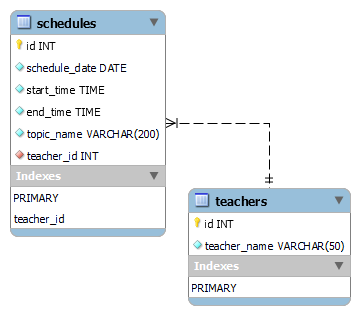 schedules
id INT
schedule_date DATE
start_time TIME
end_time TIME
topic_name VARCHAR(200)
teacher_id INT
Indexes
PRIMARY
teacher_id
teachers
id INT
teacher_name VARCHAR(50)
Indexes
PRIMARY